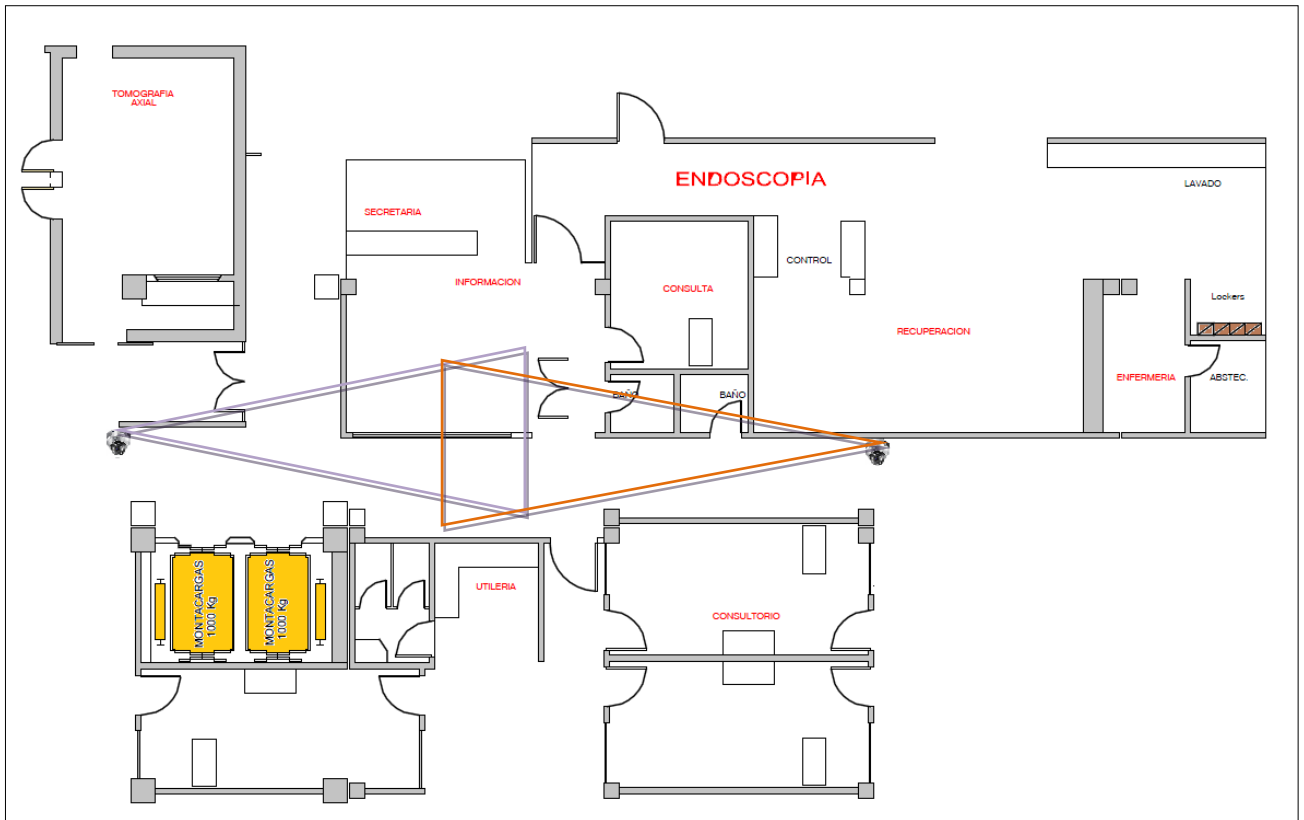 TOMOGRAFIA
AXIAL
ENDOSCOPIA
LAVADO
SECRETARIA
CONTROL
INFORMACION
CONSULTA
Lockers
RECUPERACION
ENFERMERIA
ABSTEC.
BAÑO
BAÑO
MONTACARGAS
1000 Kg
MONTACARGAS
1000 Kg
UTILERIA
CONSULTORIO